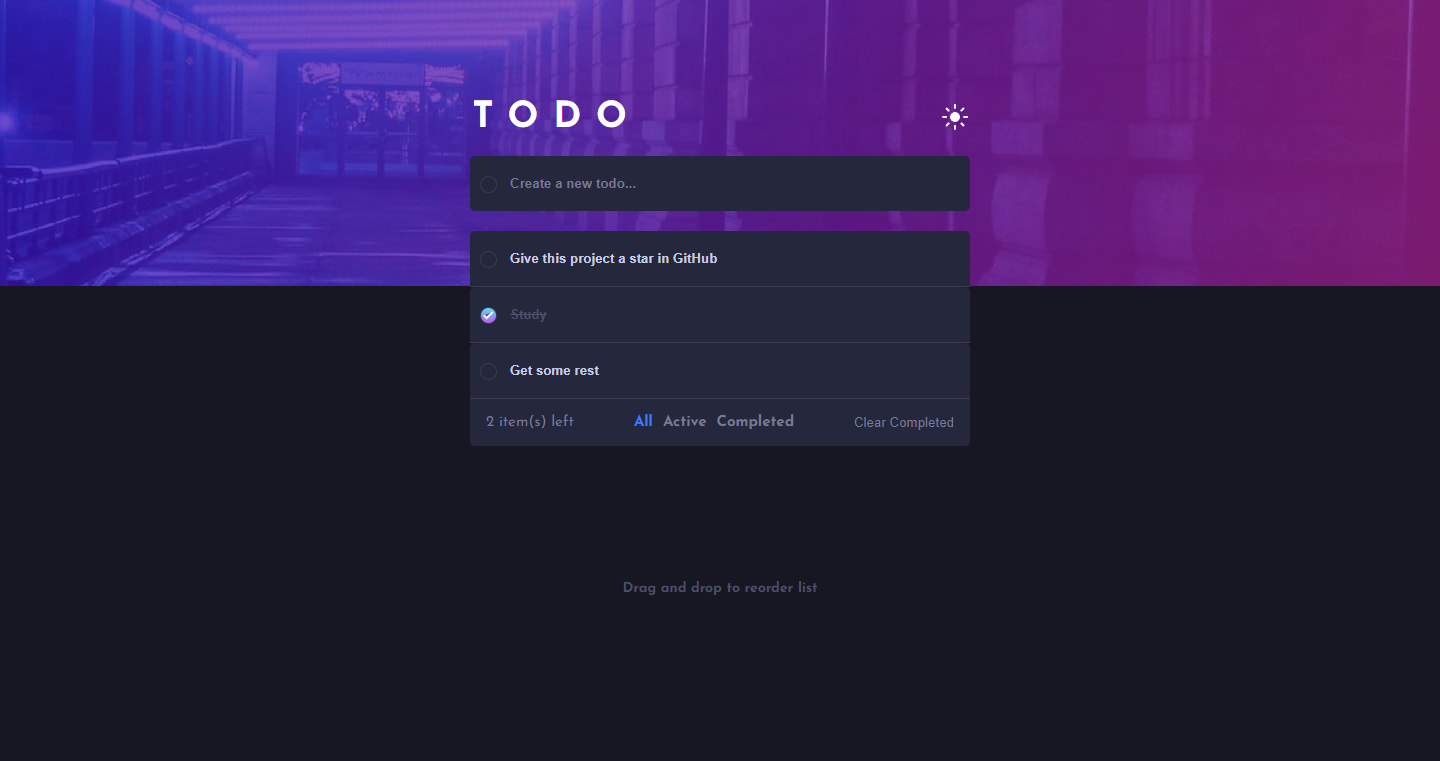 TODO
Create a new todo...
Give this project a star in GitHub
Study
Get some rest
2 item(s) left All Active Completed Clear Completed
Drag and drop to reorder list